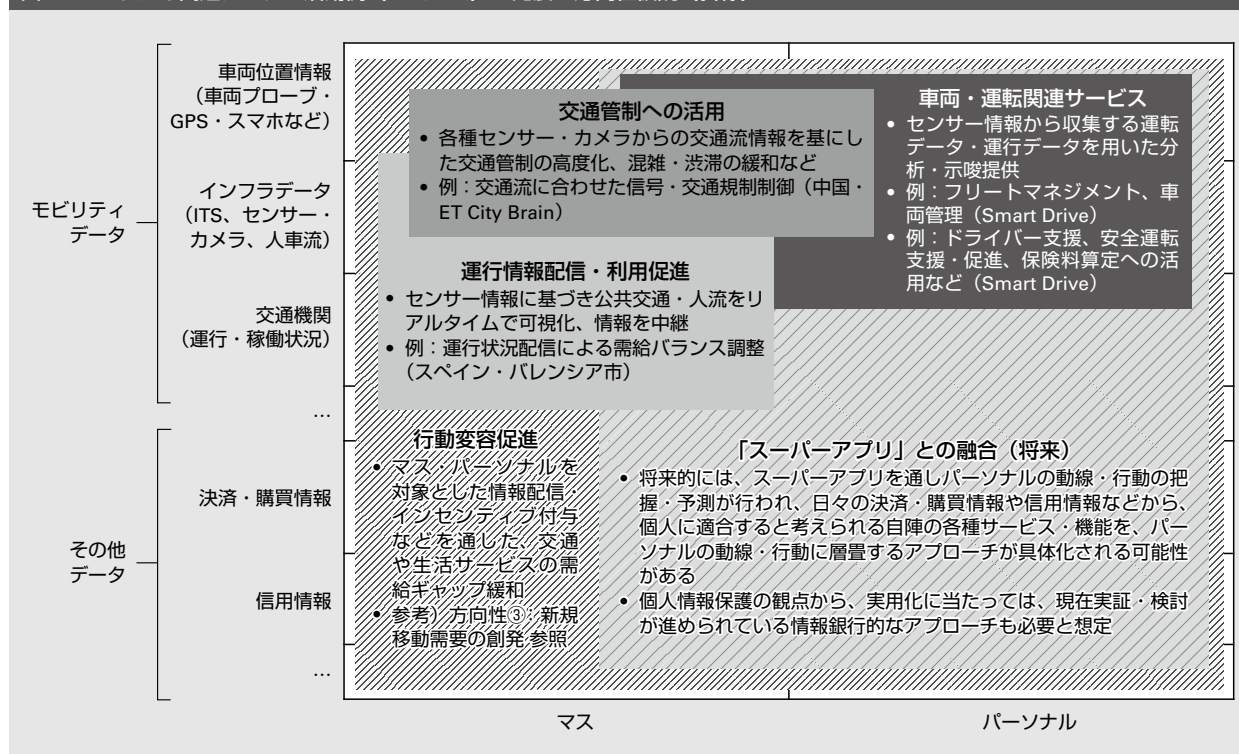 車両位置情報
（車両プローブ・
GPS・スマホなど）
インフラデータ
（ITS、センサー・
カメラ、人車流）
モビリティ
データ
交通機関
（運行・稼働状況）
…
決済・購買情報
その他
データ
信用情報
…
交通管制への活用
• 各種センサー・カメラからの交通流情報を基にし
た交通管制の高度化、混雑・渋滞の緩和など
• 例：交通流に合わせた信号・交通規制制御（中国・
ET City Brain）
車両・運転関連サービス
• センサー情報から収集する運転
データ・運行データを用いた分
析・示唆提供
• 例：フリートマネジメント、車
両管理（Smart Drive）
• 例：ドライバー支援、安全運転
支援・促進、保険料算定への活
用など（Smart Drive）
運行情報配信・利用促進
• センサー情報に基づき公共交通・人流をリ
アルタイムで可視化、情報を中継
• 例：運行状況配信による需給バランス調整
（スペイン・バレンシア市）
行動変容促進
• マス・パーソナルを
対象とした情報配信・
インセンティブ付与
などを通した、交通
や生活サービスの需
給ギャップ緩和
• 参考）方向性③：新規
移動需要の創発 参照
「スーパーアプリ」との融合（将来）
• 将来的には、スーパーアプリを通しパーソナルの動線・行動の把
握・予測が行われ、日々の決済・購買情報や信用情報などから、
個人に適合すると考えられる自陣の各種サービス・機能を、パー
ソナルの動線・行動に層畳するアプローチが具体化される可能性
がある
• 個人情報保護の観点から、実用化に当たっては、現在実証・検討
が進められている情報銀行的なアプローチも必要と想定
マス
パーソナル